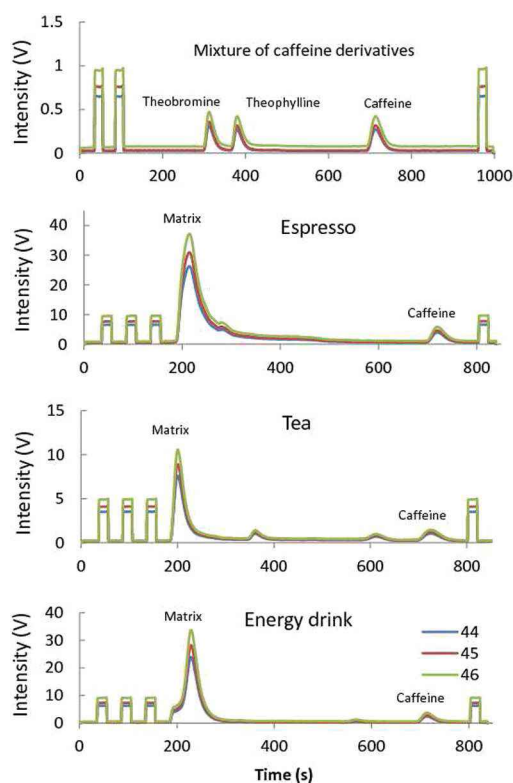 Mixture of caffeine derivatives
Intensity (V)
1.5
1
0.5
0
Theobromine Theophylline Caffeine
0 200 400 600 800 1000
Espresso
Intensity (V)
40
30
20
10
0
Matrix
Caffeine
0 200 400 600 800
Tea
Intensity (V)
15
10
5
0
Matrix
Caffeine
0 200 400 600 800
Energy drink
Intensity (V)
40
30
20
10
0
Matrix
44
45
46
Caffeine
0 200 400 600 800
Time (s)